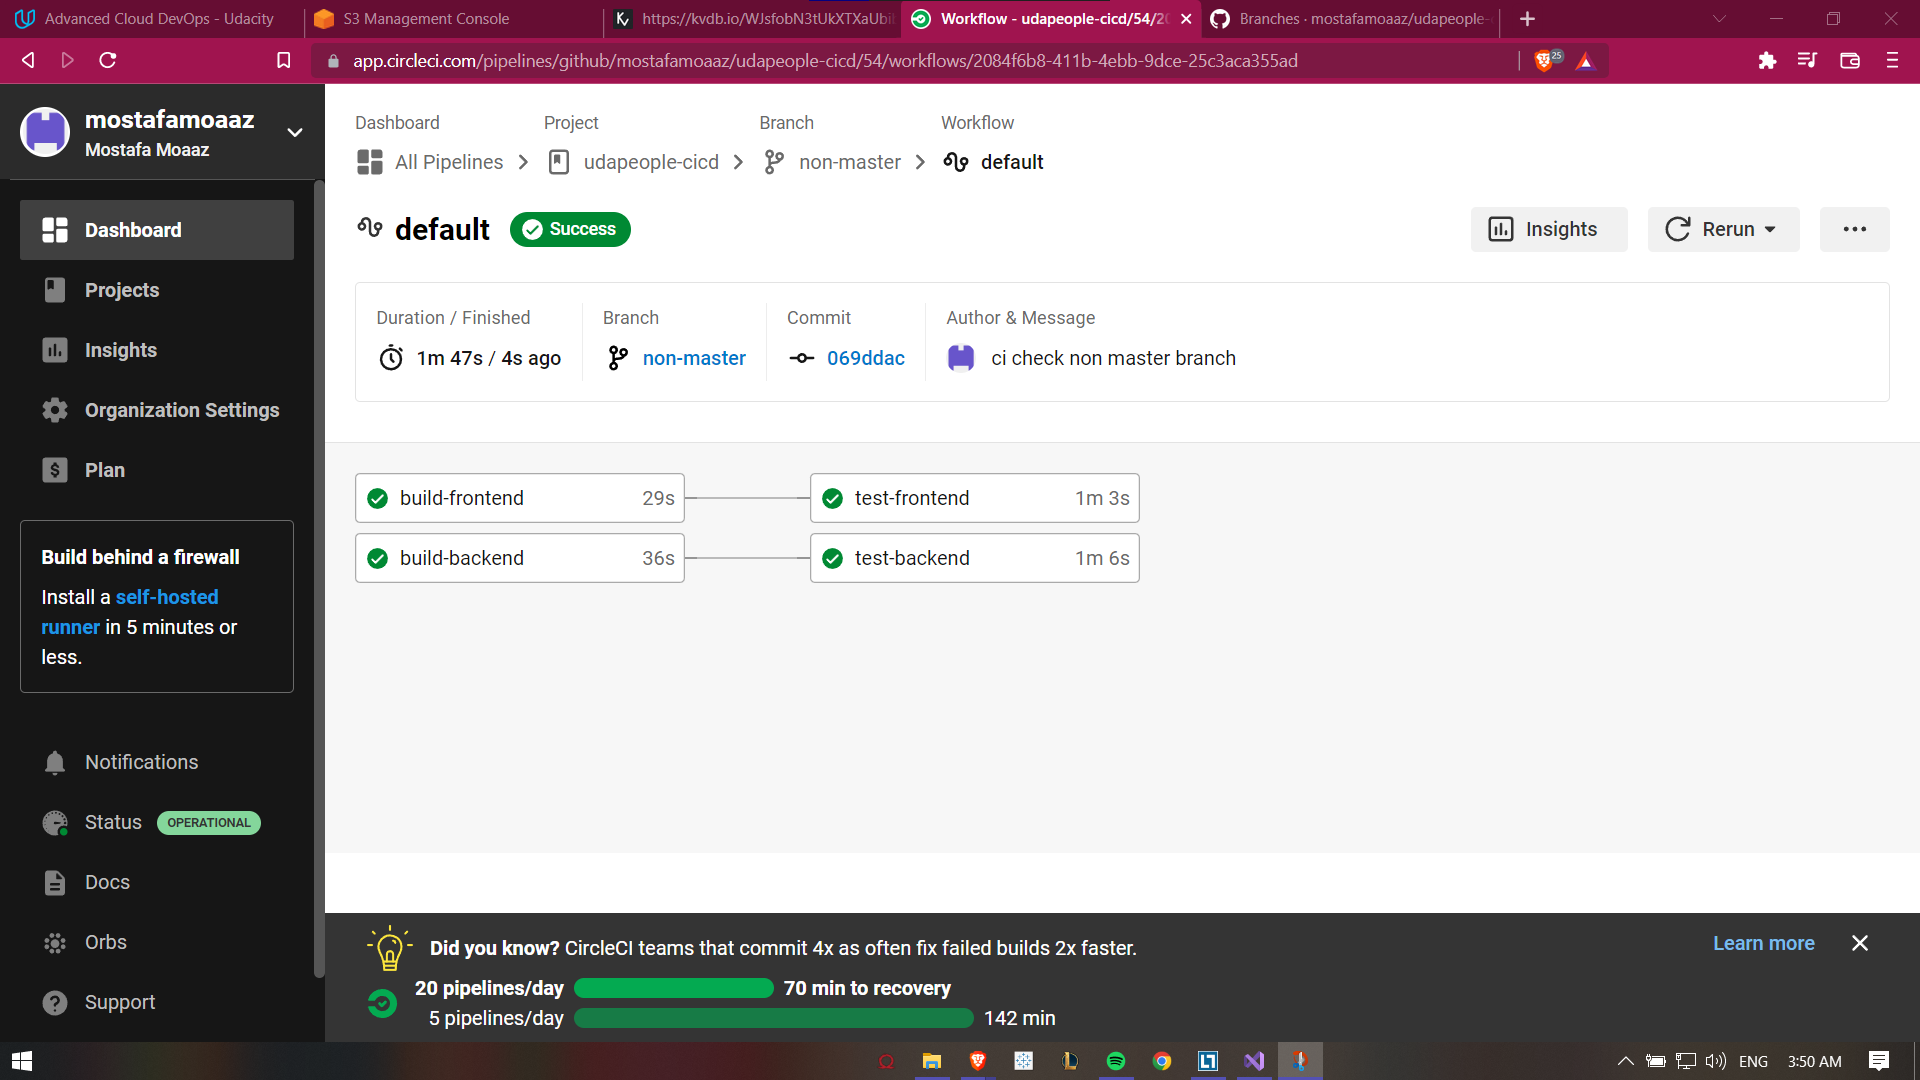 Advanced Cloud DevOps - Udacity
S3 Management Console
https://kvdb.io/WJsfobN3tUkXTXaUbi
Workflow - udapeople-cicd/54/20
Branches · mostafamoaaz/udapeople-
app.circleci.com/pipelines/github/mostafamoaaz/udapeople-cicd/54/workflows/2084f6b8-411b-4ebb-9dce-25c3aca355ad
25
mostafamoaaz
Mostafa Moaaz
Dashboard
Projects
Insights
Organization Settings
Plan
Build behind a firewall
Install a self-hosted
runner in 5 minutes or
less.
Notifications
Status OPERATIONAL
Docs
Orbs
Support
Dashboard Project Branch Workflow
All Pipelines udapeople-cicd non-master default
default Success
Insights Rerun
Duration / Finished Branch Commit Author & Message
1m 47s / 4s ago non-master 069ddac ci check non master branch
build-frontend 29s test-frontend 1m 3s
build-backend 36s test-backend 1m 6s
Did you know? CircleCI teams that commit 4x as often fix failed builds 2x faster.
Learn more
20 pipelines/day 70 min to recovery
5 pipelines/day 142 min
ENG 3:50 AM